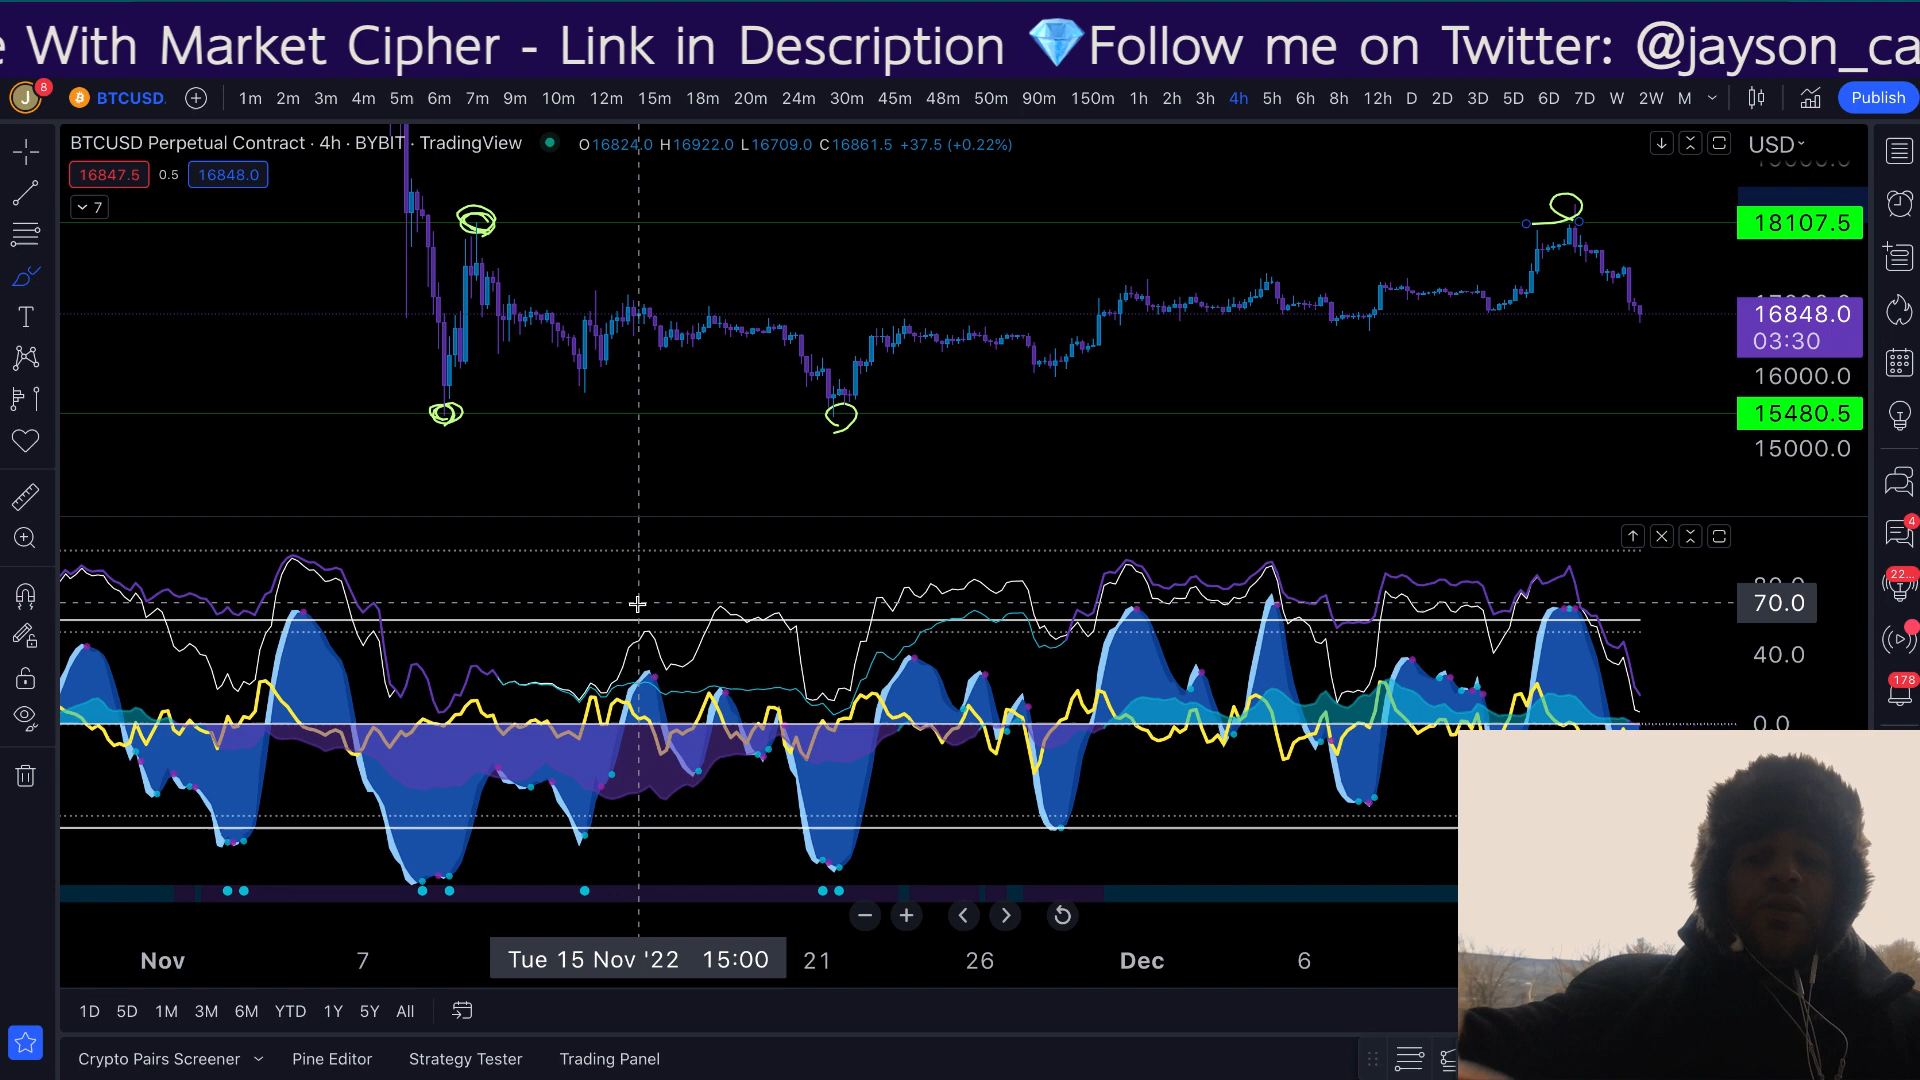 e With Market Cipher - Link in Description 💎Follow me on Twitter: @jayson_ca
J 8 BTCUSD 1m 2m 3m 4m 5m 6m 7m 9m 10m 12m 15m 18m 20m 24m 30m 45m 48m 50m 90m 150m 1h 2h 3h 4h 5h 6h 8h 12h D 2D 3D 5D 6D 7D W 2W M Publish
BTCUSD Perpetual Contract · 4h · BYBIT · TradingView O16824.0 H16922.0 L16709.0 C16861.5 +37.5 (+0.22%) USD
16847.5 0.5 16848.0
7
18107.5
16848.0
03:30
16000.0
15480.5
15000.0
4
22...
70.0
40.0
178
0.0
Nov 7 Tue 15 Nov '22 15:00 21 26 Dec 6
1D 5D 1M 3M 6M YTD 1Y 5Y All
Crypto Pairs Screener Pine Editor Strategy Tester Trading Panel